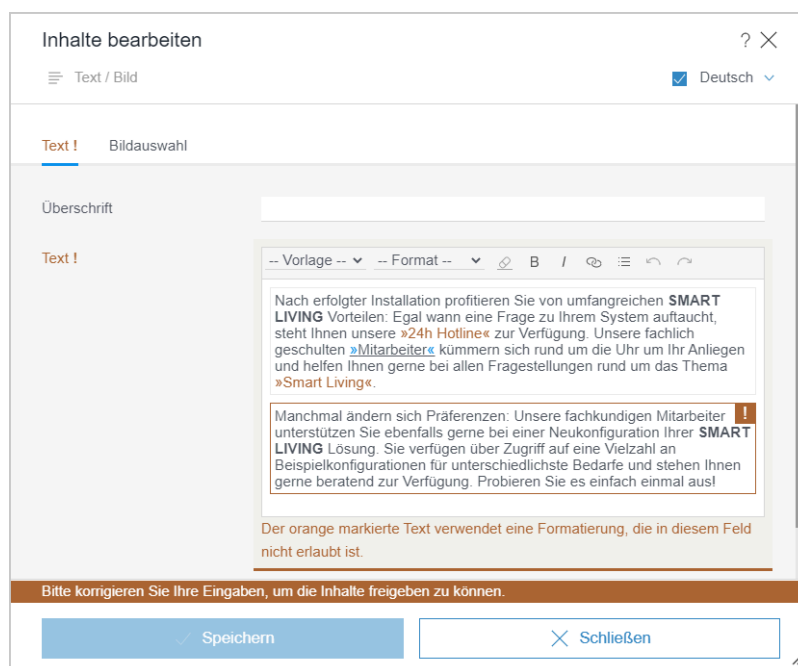 Inhalte bearbeiten
?
Text / Bild
Deutsch
Text !
Bildauswahl
Überschrift
Text !
-- Vorlage --
-- Format --
B
I
Nach erfolgter Installation profitieren Sie von umfangreichen SMART
LIVING Vorteilen: Egal wann eine Frage zu Ihrem System auftaucht,
steht Ihnen unsere »24h Hotline« zur Verfügung. Unsere fachlich
geschulten »Mitarbeiter« kümmern sich rund um die Uhr um Ihr Anliegen
und helfen Ihnen gerne bei allen Fragestellungen rund um das Thema
»Smart Living«.
!
Manchmal ändern sich Präferenzen: Unsere fachkundigen Mitarbeiter
unterstützen Sie ebenfalls gerne bei einer Neukonfiguration Ihrer SMART
LIVING Lösung. Sie verfügen über Zugriff auf eine Vielzahl an
Beispielkonfigurationen für unterschiedlichste Bedarfe und stehen Ihnen
gerne beratend zur Verfügung. Probieren Sie es einfach einmal aus!
Der orange markierte Text verwendet eine Formatierung, die in diesem Feld
nicht erlaubt ist.
Bitte korrigieren Sie Ihre Eingaben, um die Inhalte freigeben zu können.
Speichern
Schließen